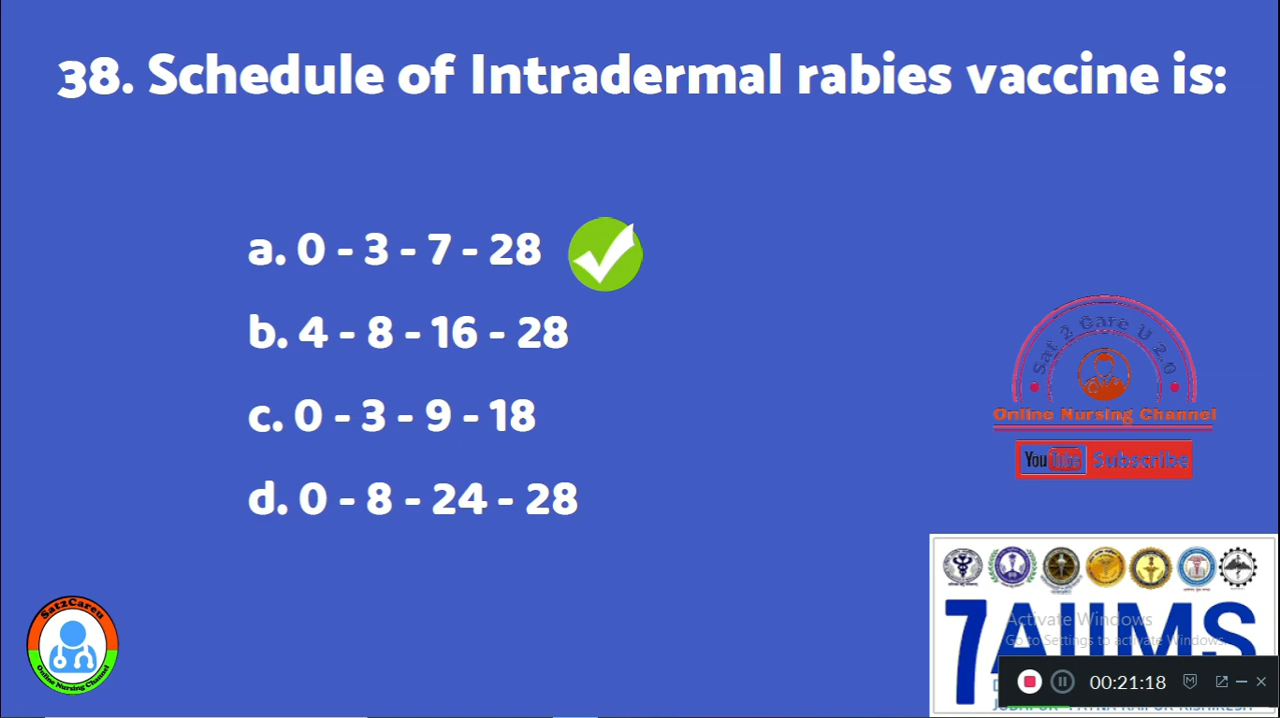 38. Schedule of Intradermal rabies vaccine is:
a. 0 - 3 - 7 - 28
b. 4 - 8 - 16 - 28
c. 0 - 3 - 9 - 18
d. 0 - 8 - 24 - 28
Sat 2 Care U 2.0
Online Nursing Channel
YouTube Subscribe
Sat2Careu
Online Nursing Channel
7 AIIMS
Activate Windows
Go to Settings to activate Windows.
00:21:18